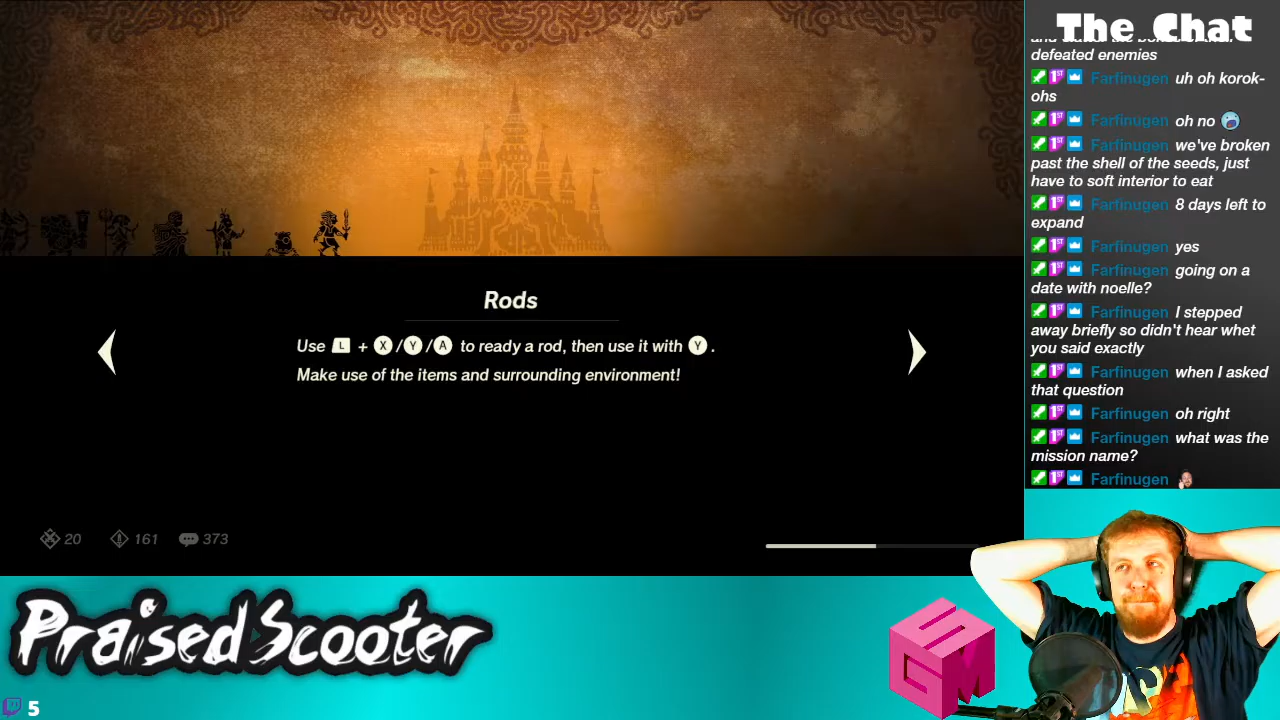 Rods
Use L + X/Y/A to ready a rod, then use it with Y.
Make use of the items and surrounding environment!
20 161 373
The Chat
defeated enemies
Farfinugen uh oh korok-
ohs
Farfinugen oh no
Farfinugen we've broken
past the shell of the seeds, just
have to soft interior to eat
Farfinugen 8 days left to
expand
Farfinugen yes
Farfinugen going on a
date with noelle?
Farfinugen I stepped
away briefly so didn't hear whet
you said exactly
Farfinugen when I asked
that question
Farfinugen oh right
Farfinugen what was the
mission name?
Farfinugen
PraisedScooter
GSM
5